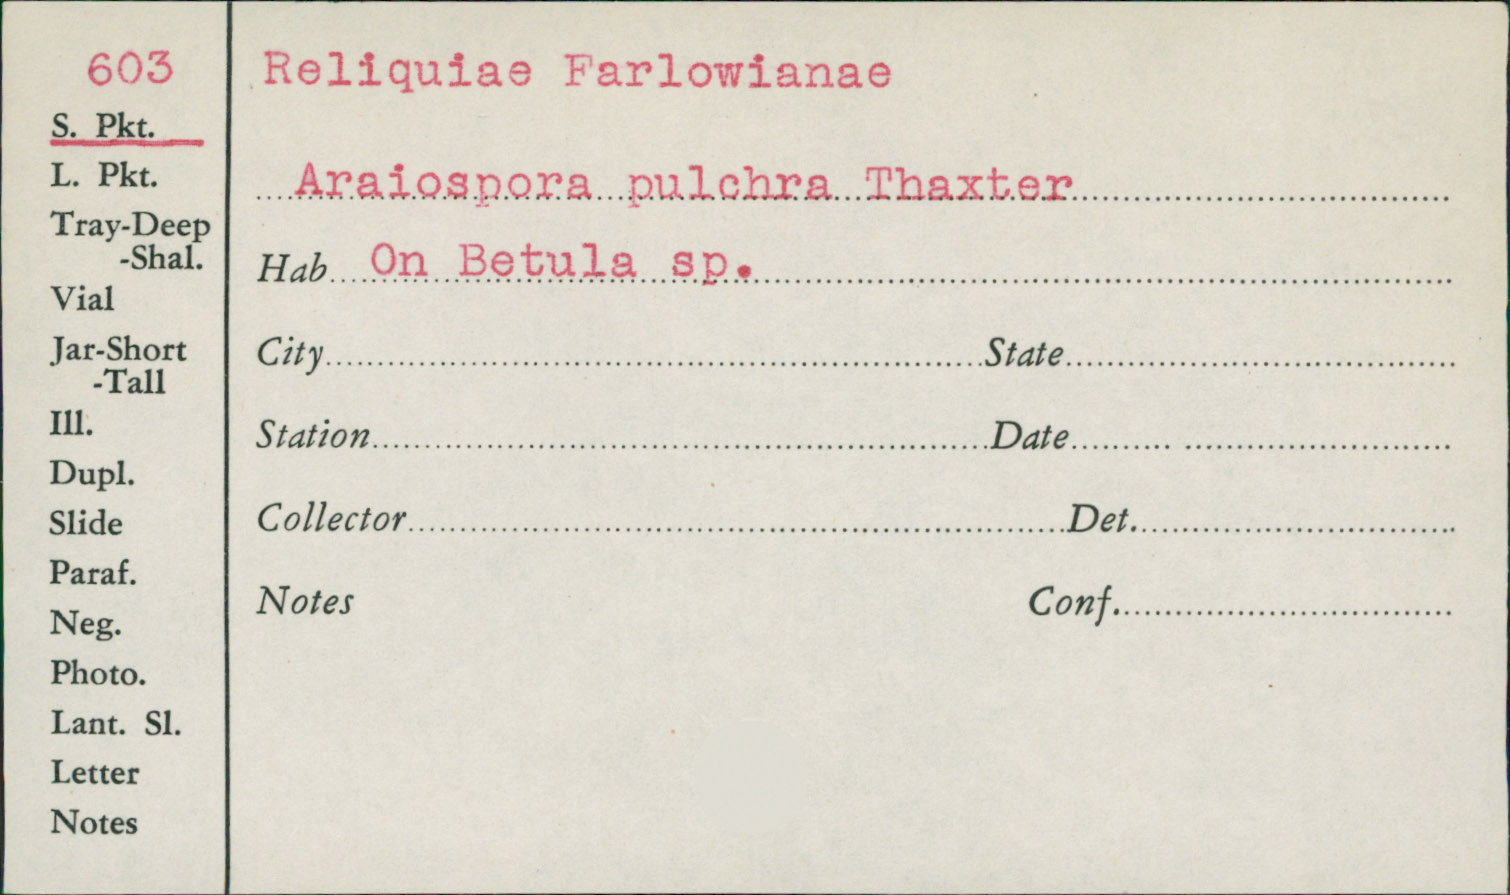 603
S. Pkt.
L. Pkt.
Tray-Deep
-Shal.
Vial
Jar-Short
-Tall
Ill.
Dupl.
Slide
Paraf.
Neg.
Photo.
Lant. Sl.
Letter
Notes
Reliquiae Farlowianae
Araiospora pulchra Thaxter
Hab On Betula sp.
City State
Station Date
Collector Det.
Notes Conf.